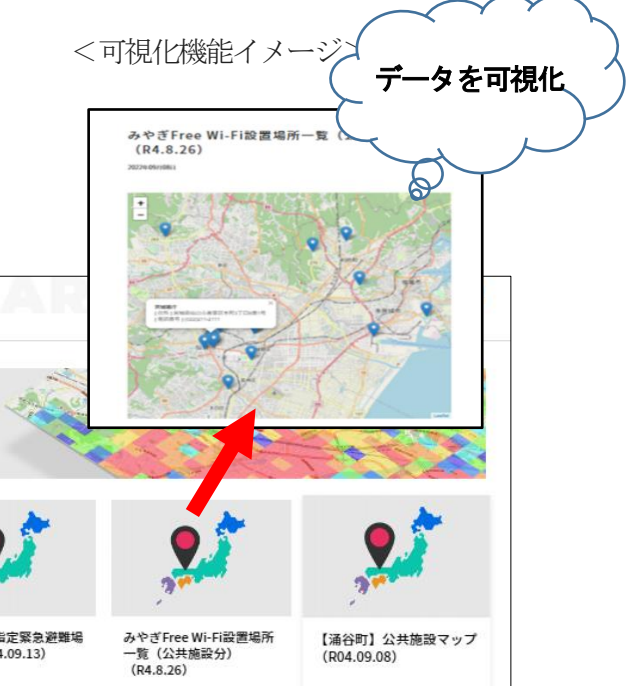 ＜可視化機能イメージ＞
データを可視化
みやぎFree Wi-Fi設置場所一覧（
（R4.8.26）
+
−
AR
指定緊急避難場
4.09.13）
みやぎFree Wi-Fi設置場所
一覧（公共施設分）
（R4.8.26）
【涌谷町】公共施設マップ
（R04.09.08）